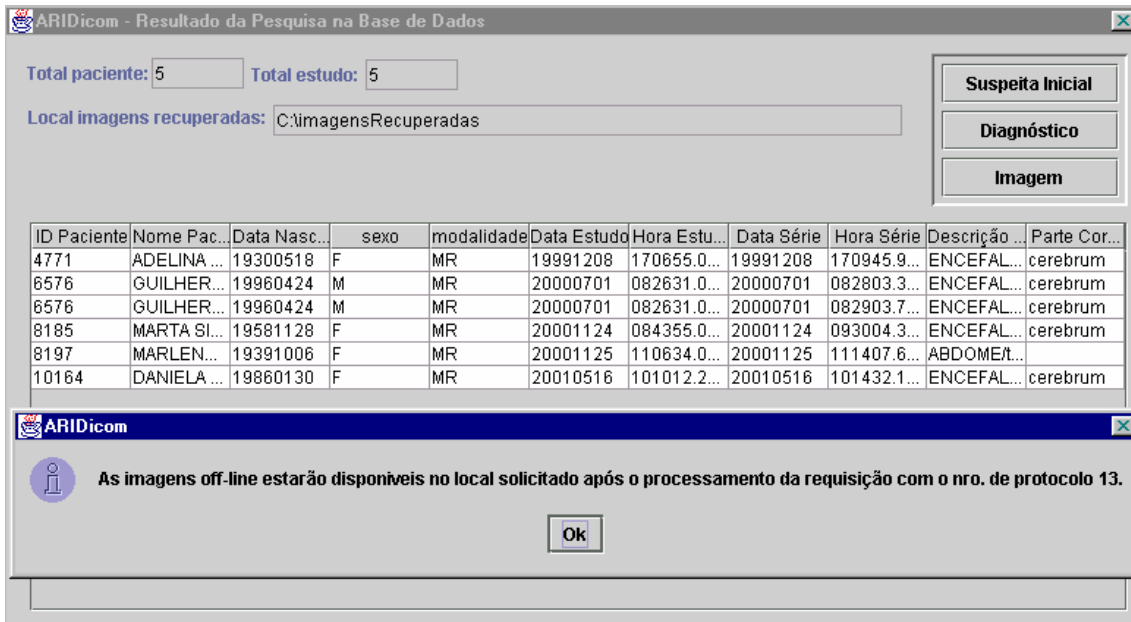 ARIDicom - Resultado da Pesquisa na Base de Dados
Total paciente: 5 Total estudo: 5
Suspeita Inicial
Local imagens recuperadas: C:\imagensRecuperadas
Diagnóstico
Imagem
ID Paciente Nome Pac... Data Nasc... sexo modalidade Data Estudo Hora Estu... Data Série Hora Série Descrição ... Parte Cor...
4771 ADELINA ... 19300518 F MR 19991208 170655.0... 19991208 170945.9... ENCEFAL... cerebrum
6576 GUILHER... 19960424 M MR 20000701 082631.0... 20000701 082803.3... ENCEFAL... cerebrum
6576 GUILHER... 19960424 M MR 20000701 082631.0... 20000701 082903.7... ENCEFAL... cerebrum
8185 MARTA SI... 19581128 F MR 20001124 084355.0... 20001124 093004.3... ENCEFAL... cerebrum
8197 MARLEN... 19391006 F MR 20001125 110634.0... 20001125 111407.6... ABDOME/t...
10164 DANIELA ... 19860130 F MR 20010516 101012.2... 20010516 101432.1... ENCEFAL... cerebrum
ARIDicom
As imagens off-line estarão disponiveis no local solicitado após o processamento da requisição com o nro. de protocolo 13.
Ok